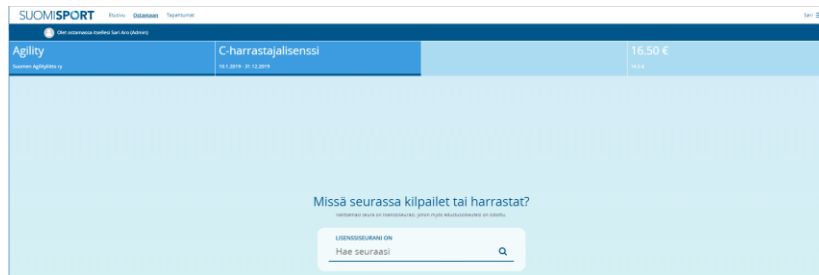 SUOMISPORT Etusivu Ostamaan Tapahtumat Sari
Olet ostamassa itsellesi Sari Aro (Admin)
Agility C-harrastajalisenssi 16.50 €
Suomen Agilityliitto ry 10.1.2019 - 31.12.2019
Missä seurassa kilpailet tai harrastat?
LISENSSISEURANI ON
Hae seuraasi